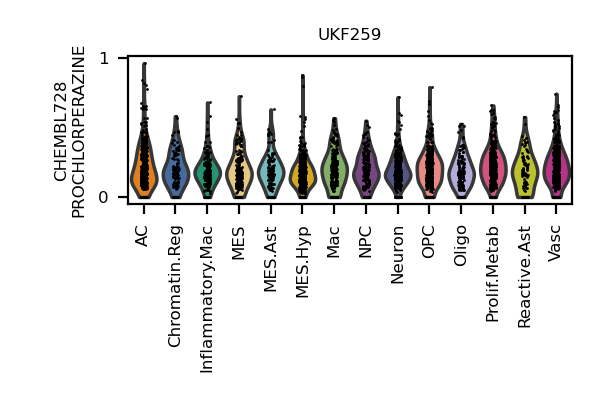 UKF259
CHEMBL728
PROCHLORPERAZINE
1
0
AC
Chromatin.Reg
Inflammatory.Mac
MES
MES.Ast
MES.Hyp
Mac
NPC
Neuron
OPC
Oligo
Prolif.Metab
Reactive.Ast
Vasc